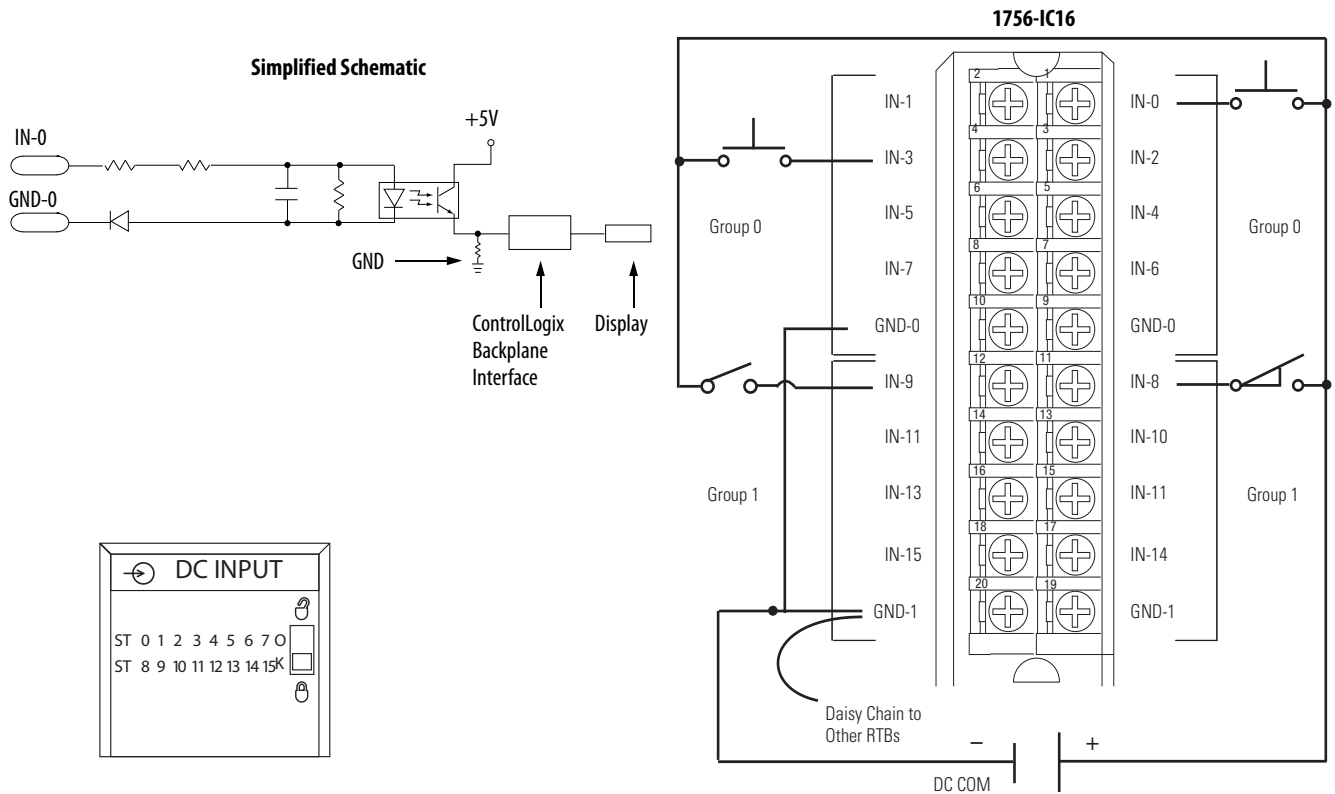 1756-IC16
Simplified Schematic
IN-0
GND-0
+5V
GND
ControlLogix
Backplane
Interface
Display
DC INPUT
ST 0 1 2 3 4 5 6 7 O
ST 8 9 10 11 12 13 14 15 K
IN-1
2
1
IN-0
IN-3
4
3
IN-2
IN-5
6
5
IN-4
Group 0
Group 0
IN-7
8
7
IN-6
GND-0
10
9
GND-0
IN-9
12
11
IN-8
IN-11
14
13
IN-10
IN-13
16
15
IN-11
Group 1
Group 1
IN-15
18
17
IN-14
GND-1
20
19
GND-1
Daisy Chain to
Other RTBs
–
+
DC COM